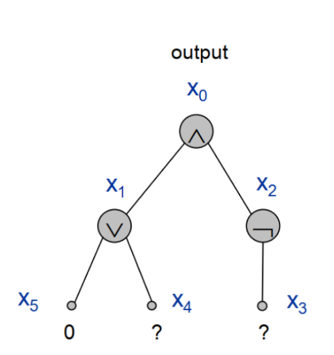 output
x0
∧
x1
x2
∨
¬
x5
x4
x3
0
?
?